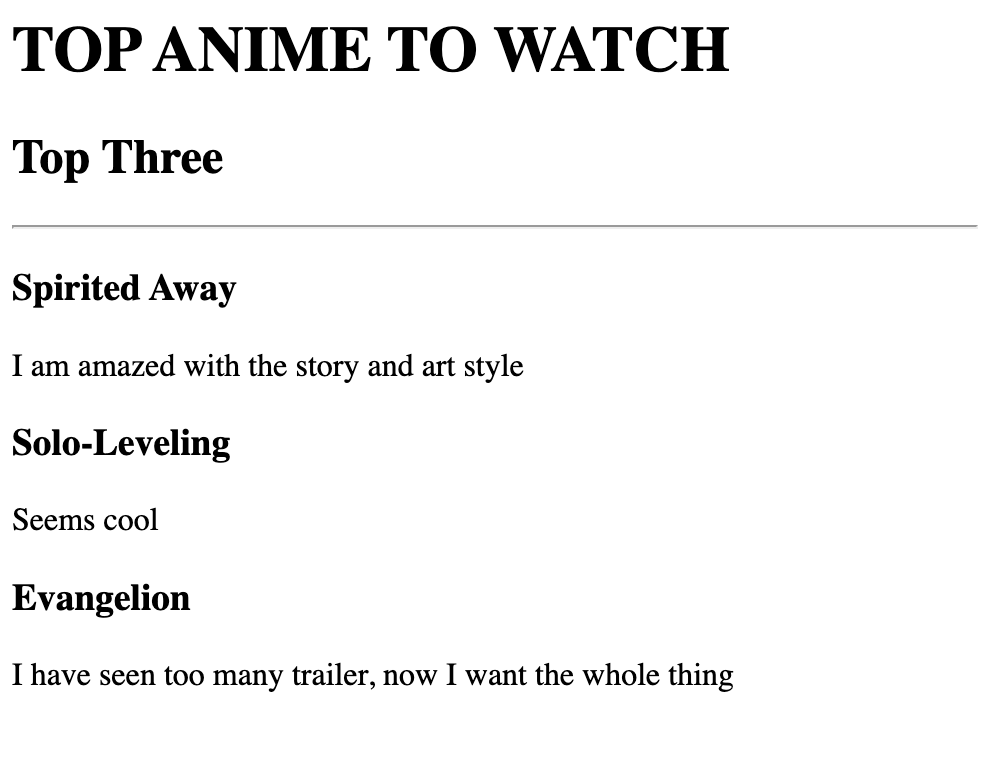 TOP ANIME TO WATCH
Top Three
Spirited Away
I am amazed with the story and art style
Solo-Leveling
Seems cool
Evangelion
I have seen too many trailer, now I want the whole thing